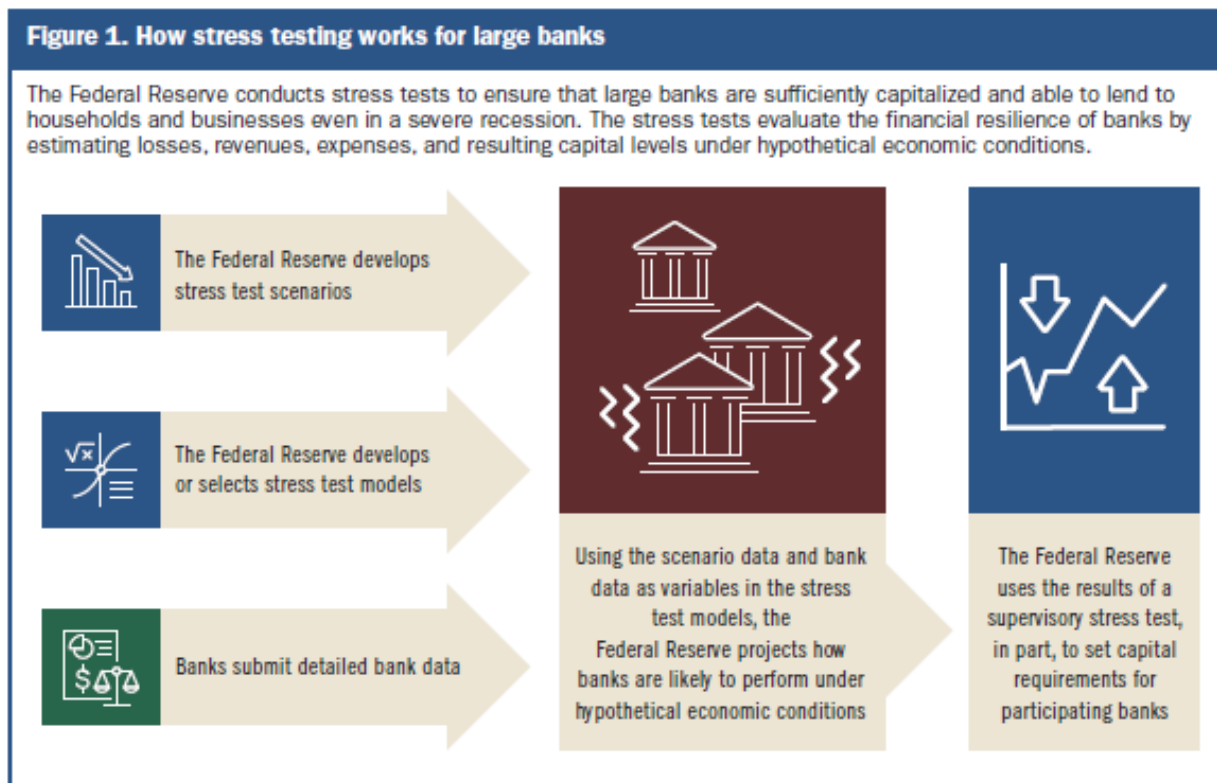 Figure 1. How stress testing works for large banks
The Federal Reserve conducts stress tests to ensure that large banks are sufficiently capitalized and able to lend to
households and businesses even in a severe recession. The stress tests evaluate the financial resilience of banks by
estimating losses, revenues, expenses, and resulting capital levels under hypothetical economic conditions.
The Federal Reserve develops
stress test scenarios
√x
The Federal Reserve develops
or selects stress test models
$
Banks submit detailed bank data
Using the scenario data and bank
data as variables in the stress
test models, the
Federal Reserve projects how
banks are likely to perform under
hypothetical economic conditions
The Federal Reserve
uses the results of a
supervisory stress test,
in part, to set capital
requirements for
participating banks